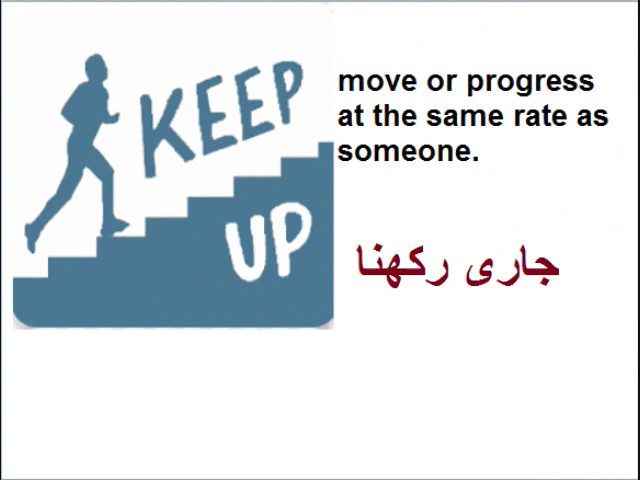 KEEP
UP
move or progress
at the same rate as
someone.
جاری رکھنا